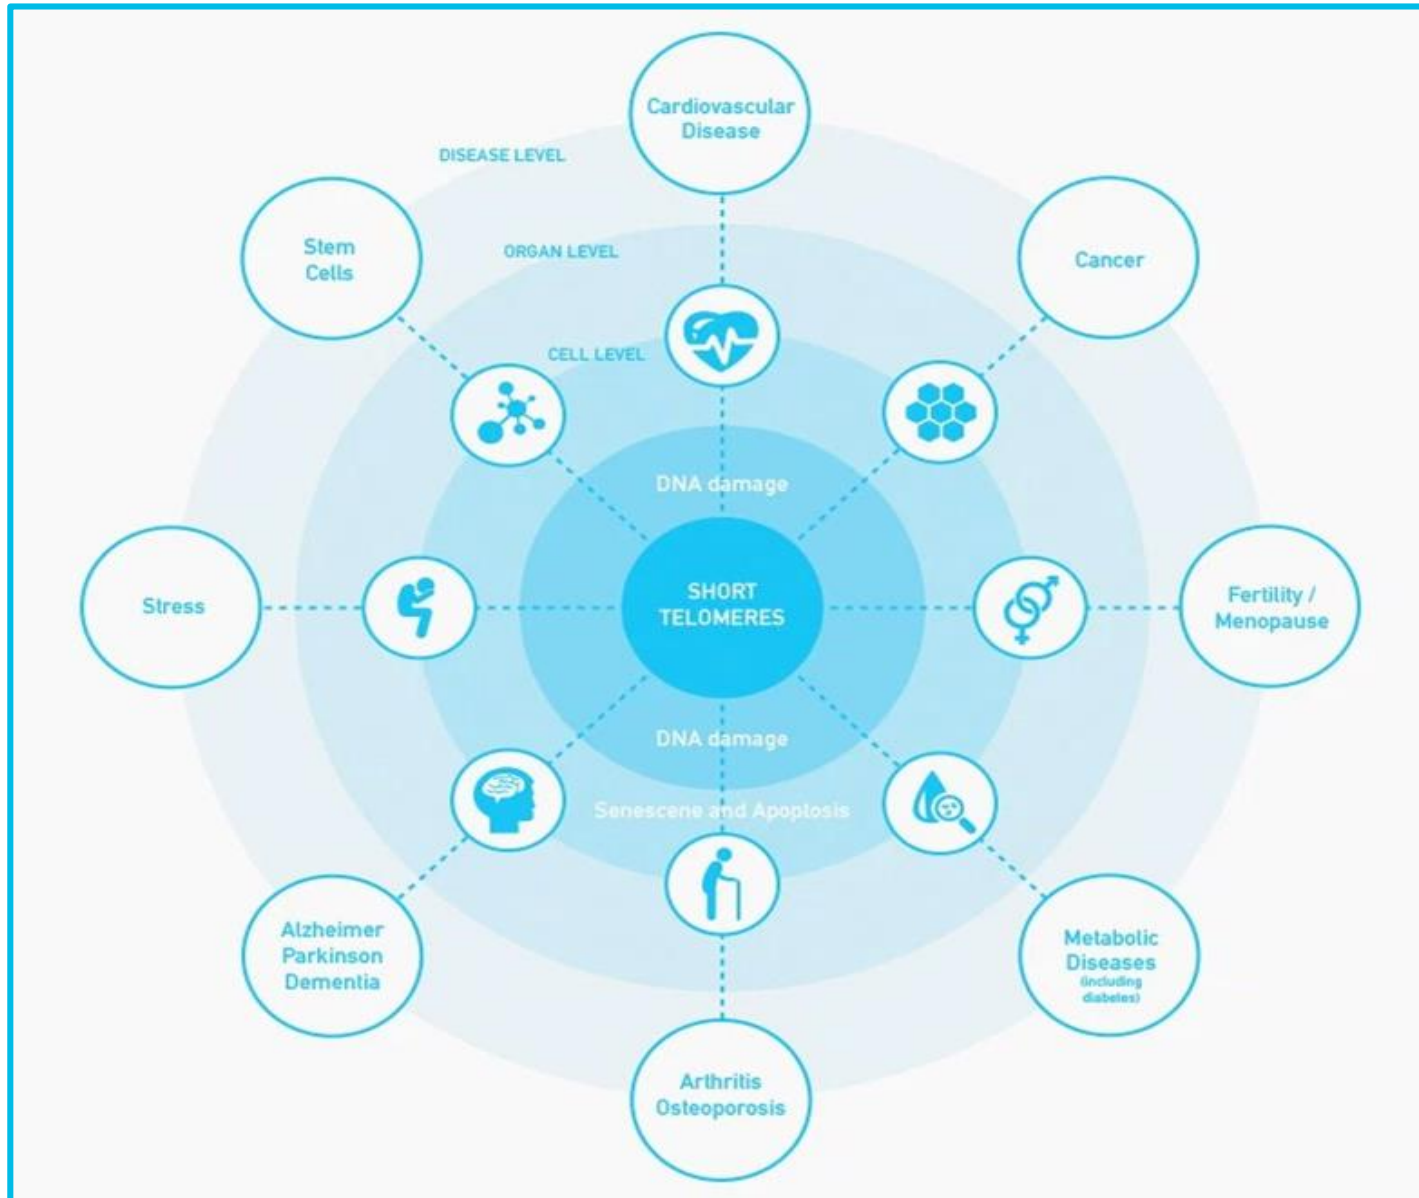 Cardiovascular
Disease
DISEASE LEVEL
Stem
Cells
ORGAN LEVEL
Cancer
CELL LEVEL
DNA damage
Stress
SHORT
TELOMERES
Fertility /
Menopause
DNA damage
Senescene and Apoptosis
Alzheimer
Parkinson
Dementia
Metabolic
Diseases
(including
diabetes)
Arthritis
Osteoporosis